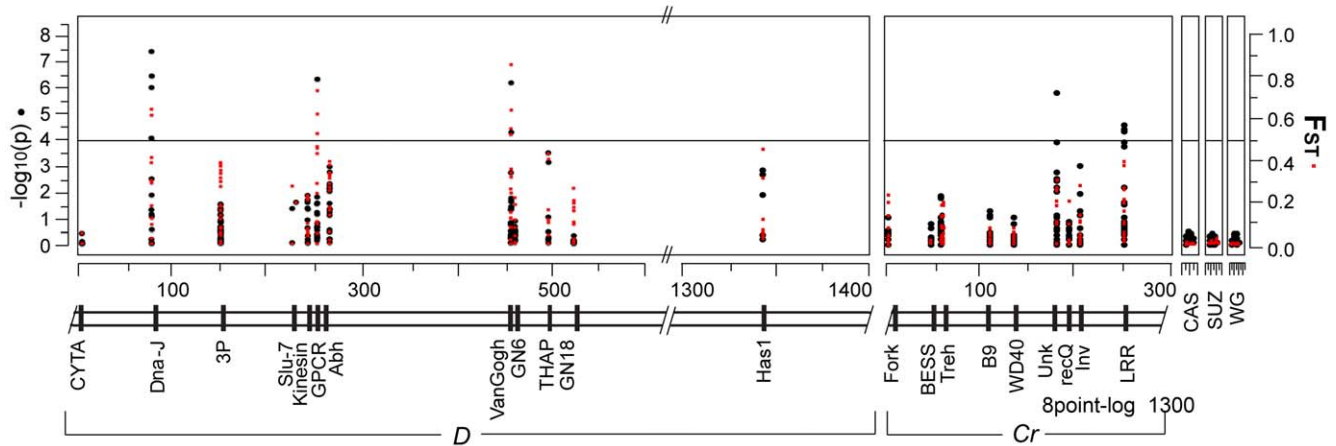 8
7
6
5
4
3
2
1
0
-log10(p)
1.0
0.8
0.6
0.4
0.2
0.0
FST
100 300 500 1300 1400 100 300
CYTA
Dna-J
3P
Slu-7
Kinesin
GPCR
Abh
VanGogh
GN6
THAP
GN18
Has1
Fork
BESS
Treh
B9
WD40
Unk
recQ
Inv
LRR
CAS
SUZ
WG
8point-log 1300
D Cr